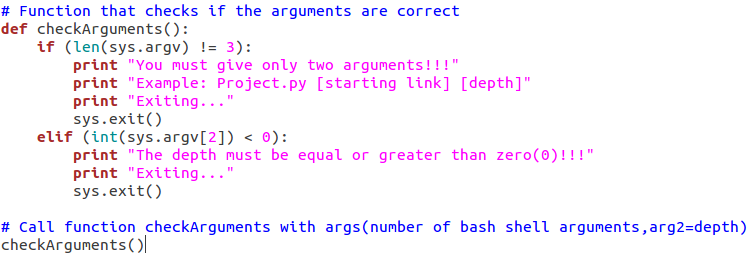 # Function that checks if the arguments are correct
def checkArguments():
    if (len(sys.argv) != 3):
        print "You must give only two arguments!!!"
        print "Example: Project.py [starting link] [depth]"
        print "Exiting..."
        sys.exit()
    elif (int(sys.argv[2]) < 0):
        print "The depth must be equal or greater than zero(0)!!!"
        print "Exiting..."
        sys.exit()

# Call function checkArguments with args(number of bash shell arguments,arg2=depth)
checkArguments()